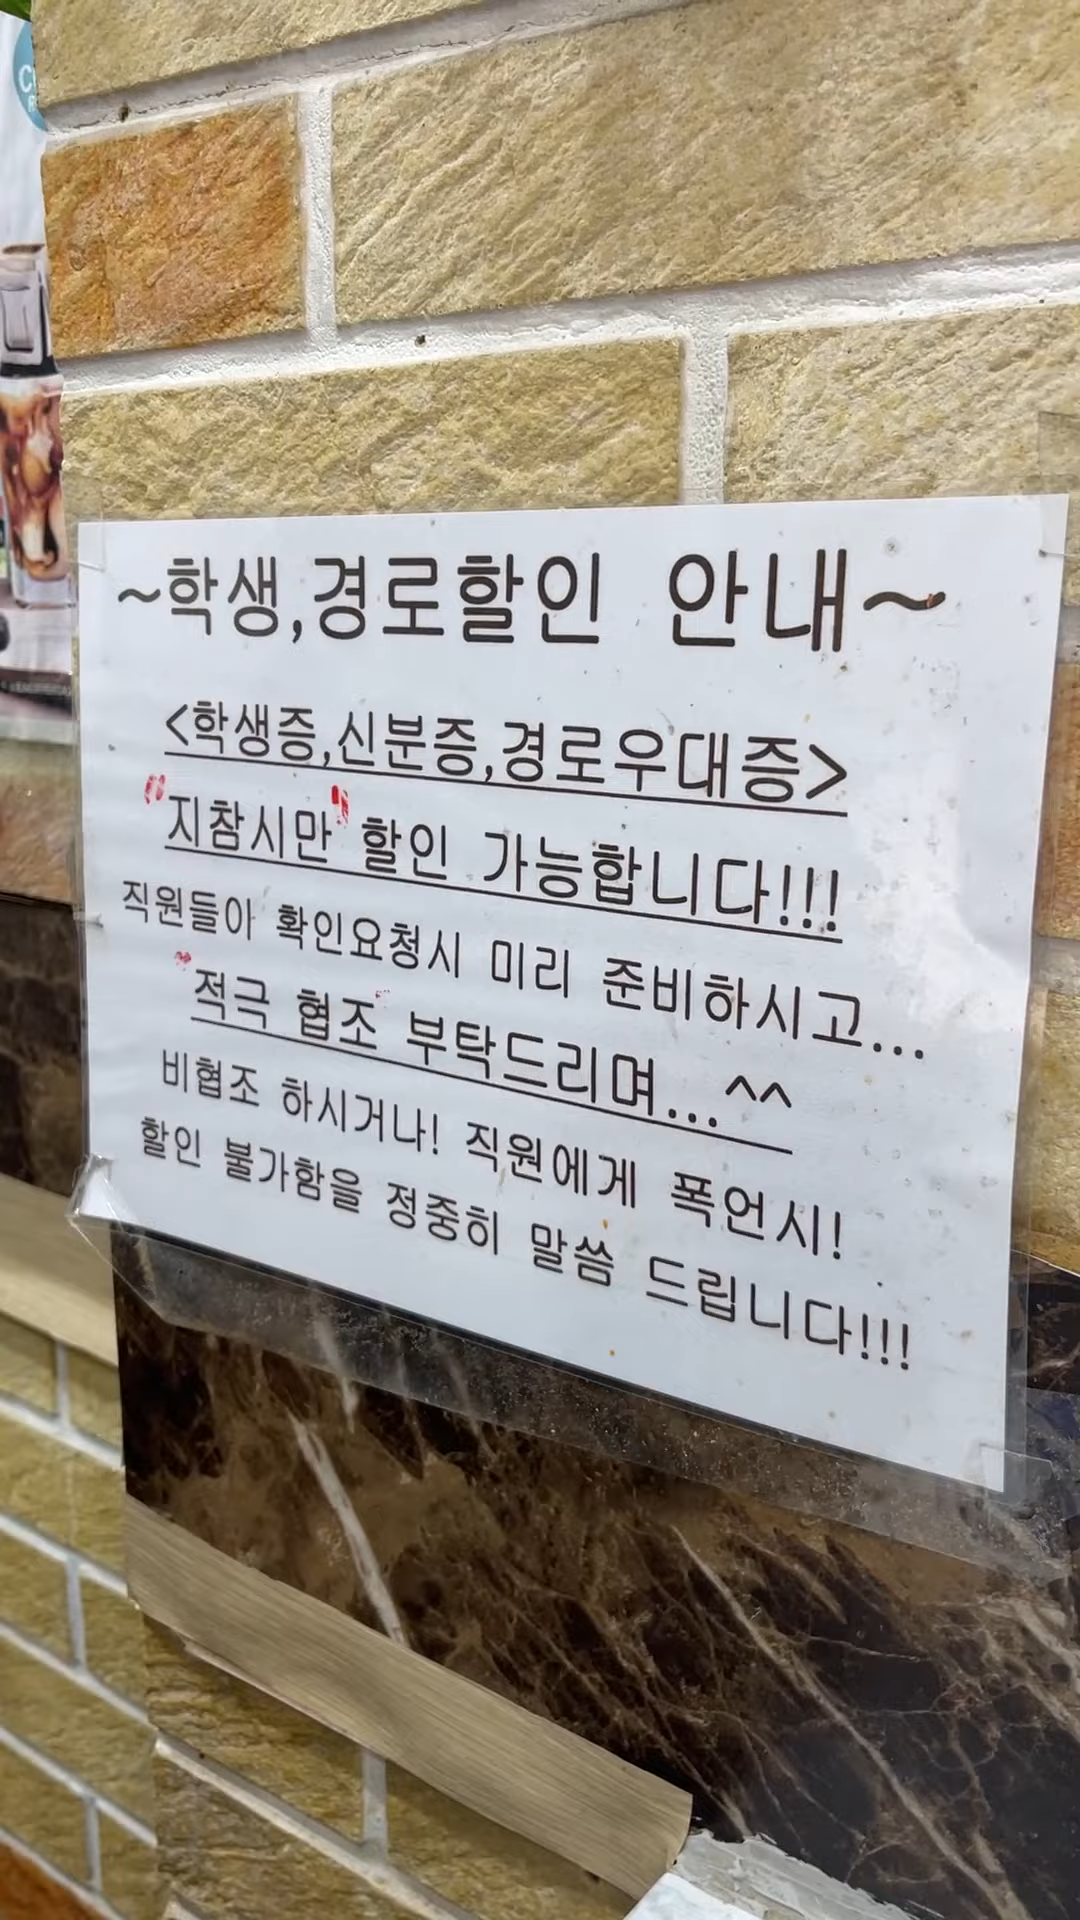 ~학생,경로할인 안내~
<학생증,신분증,경로우대증>
"지참시만" 할인 가능합니다!!!
직원들이 확인요청시 미리 준비하시고...
"적극 협조" 부탁드리며...^^
비협조 하시거나! 직원에게 폭언시!
할인 불가함을 정중히 말씀 드립니다!!!